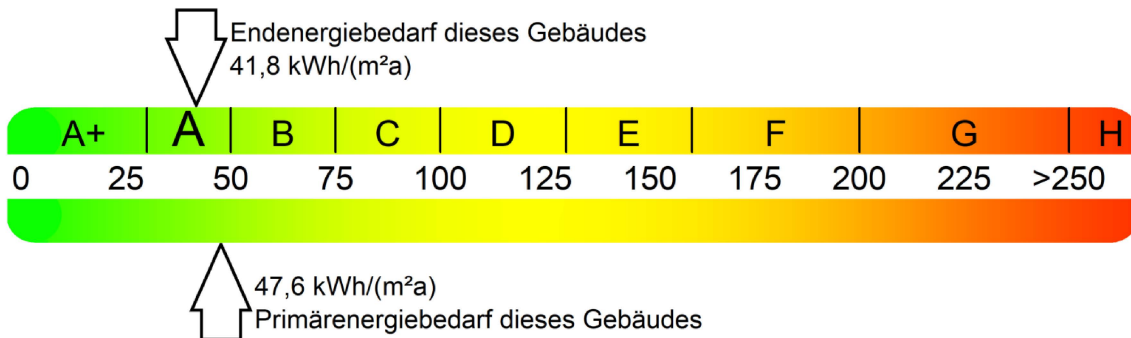 Endenergiebedarf dieses Gebäudes
41,8 kWh/(m²a)
A+ A B C D E F G H
0 25 50 75 100 125 150 175 200 225 >250
47,6 kWh/(m²a)
Primärenergiebedarf dieses Gebäudes